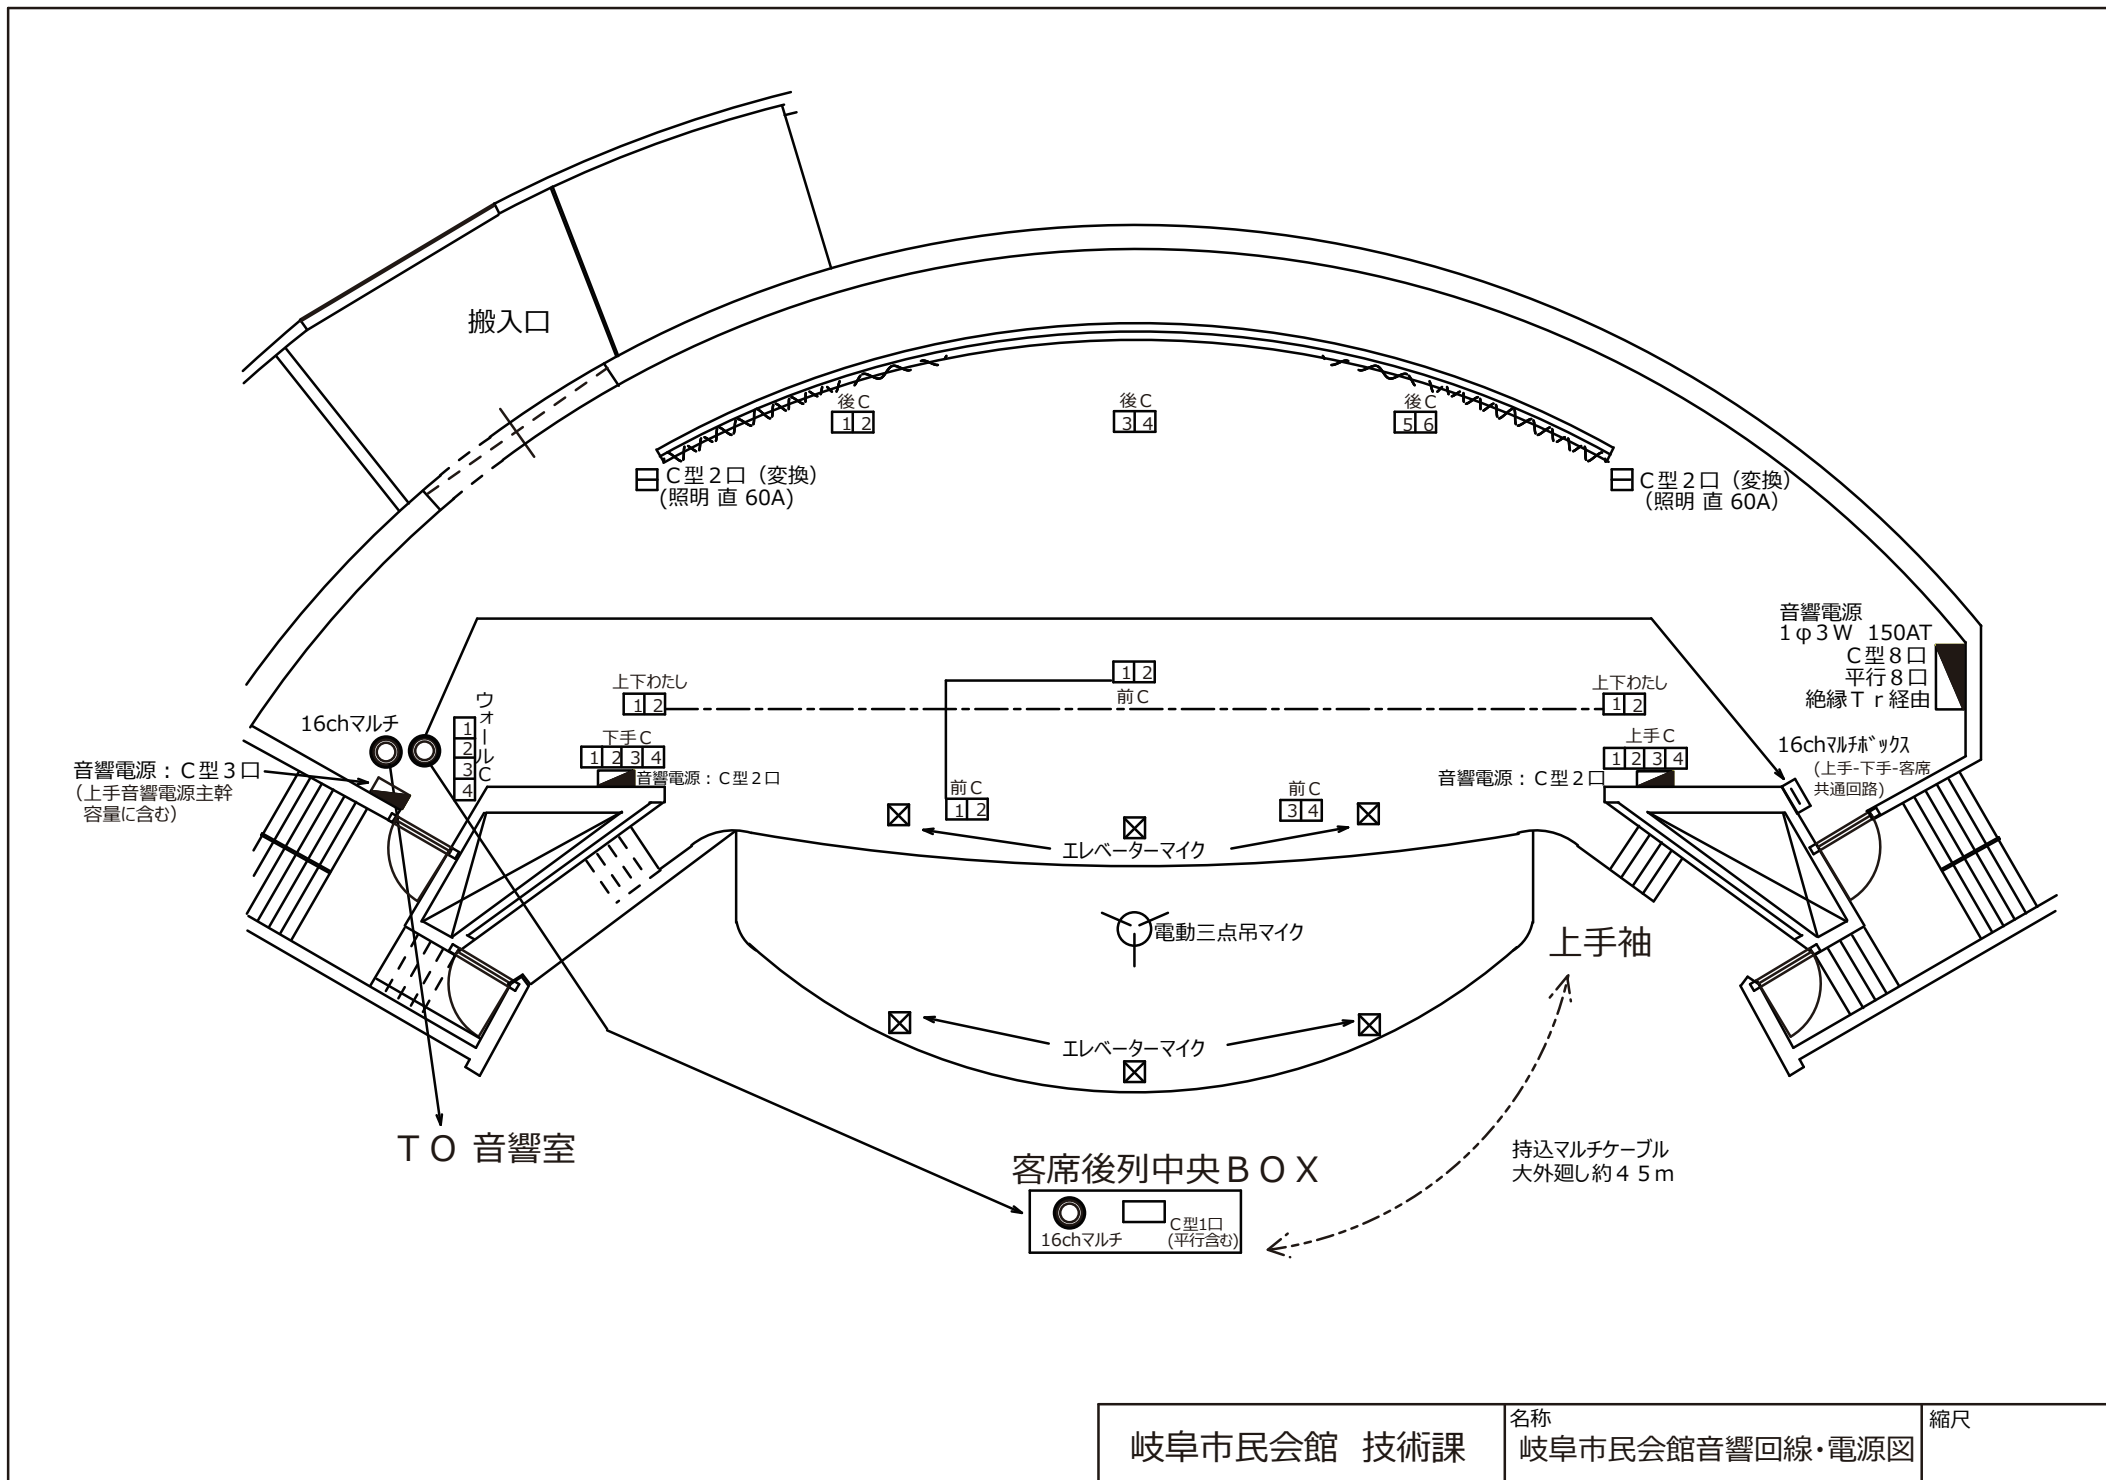 搬入口
後C
1 2
後C
3 4
後C
5 6
C型2口（変換）
（照明 直 60A）
C型2口（変換）
（照明 直 60A）
音響電源
1φ3W 150AT
C型8口
平行8口
絶縁Tr経由
上下わたし
1 2
1 2
前C
上下わたし
1 2
ウォールC
1
2
3
4
16chマルチ
下手C
1 2 3 4
音響電源：C型2口
上手C
1 2 3 4
音響電源：C型2口
16chﾏﾙﾁﾎﾞｯｸｽ
（上手-下手-客席
共通回路）
音響電源：C型3口
（上手音響電源主幹
容量に含む）
前C
1 2
前C
3 4
エレベーターマイク
電動三点吊マイク
上手袖
エレベーターマイク
TO 音響室
持込マルチケーブル
大外廻し約45m
客席後列中央BOX
16chマルチ
C型1口
(平行含む)
岐阜市民会館 技術課
名称
岐阜市民会館音響回線・電源図
縮尺